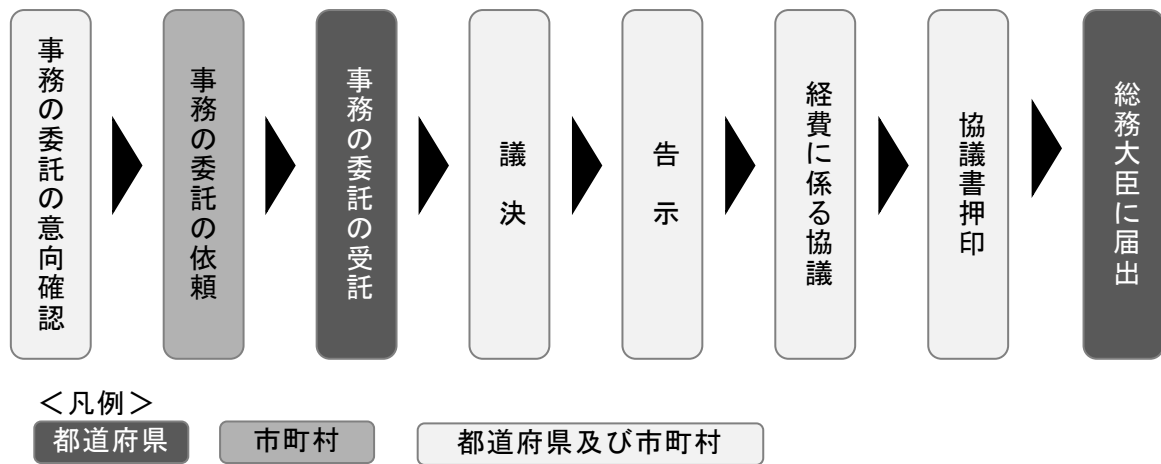 事務の委託の意向確認
事務の委託の依頼
事務の委託の受託
議決
告示
経費に係る協議
協議書押印
総務大臣に届出
＜凡例＞
都道府県
市町村
都道府県及び市町村